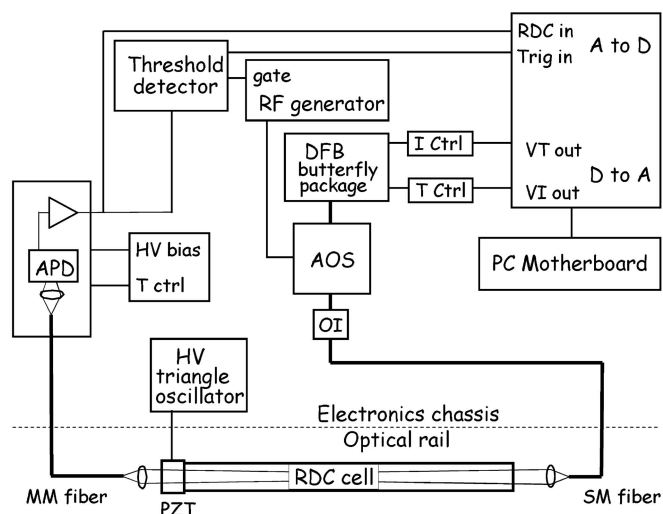 RDC in
A to D
Trig in
Threshold
detector
gate
RF generator
DFB
butterfly
package
I Ctrl
T Ctrl
VT out
D to A
VI out
APD
HV bias
T ctrl
AOS
PC Motherboard
OI
HV
triangle
oscillator
Electronics chassis
Optical rail
RDC cell
MM fiber
SM fiber
PZT